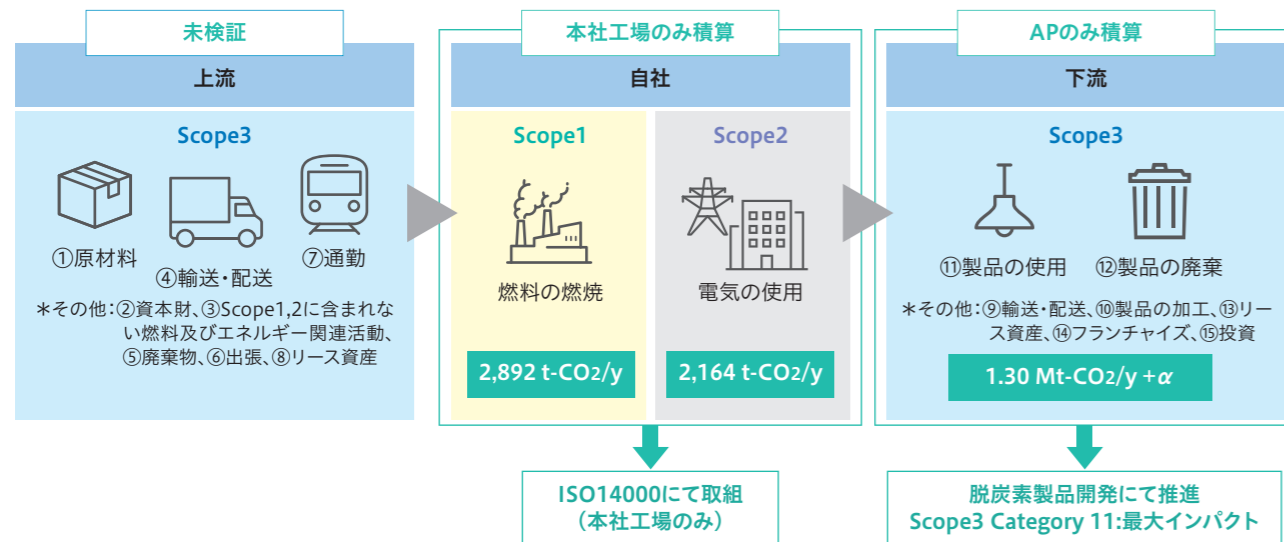 未検証
上流
Scope3
①原材料
④輸送・配送
⑦通勤
＊その他：②資本財、③Scope1,2に含まれな
い燃料及びエネルギー関連活動、
⑤廃棄物、⑥出張、⑧リース資産
本社工場のみ積算
自社
Scope1
燃料の燃焼
2,892 t-CO2/y
Scope2
電気の使用
2,164 t-CO2/y
ISO14000にて取組
（本社工場のみ）
APのみ積算
下流
Scope3
⑪製品の使用
⑫製品の廃棄
＊その他：⑨輸送・配送、⑩製品の加工、⑬リー
ス資産、⑭フランチャイズ、⑮投資
1.30 Mt-CO2/y +α
脱炭素製品開発にて推進
Scope3 Category 11:最大インパクト